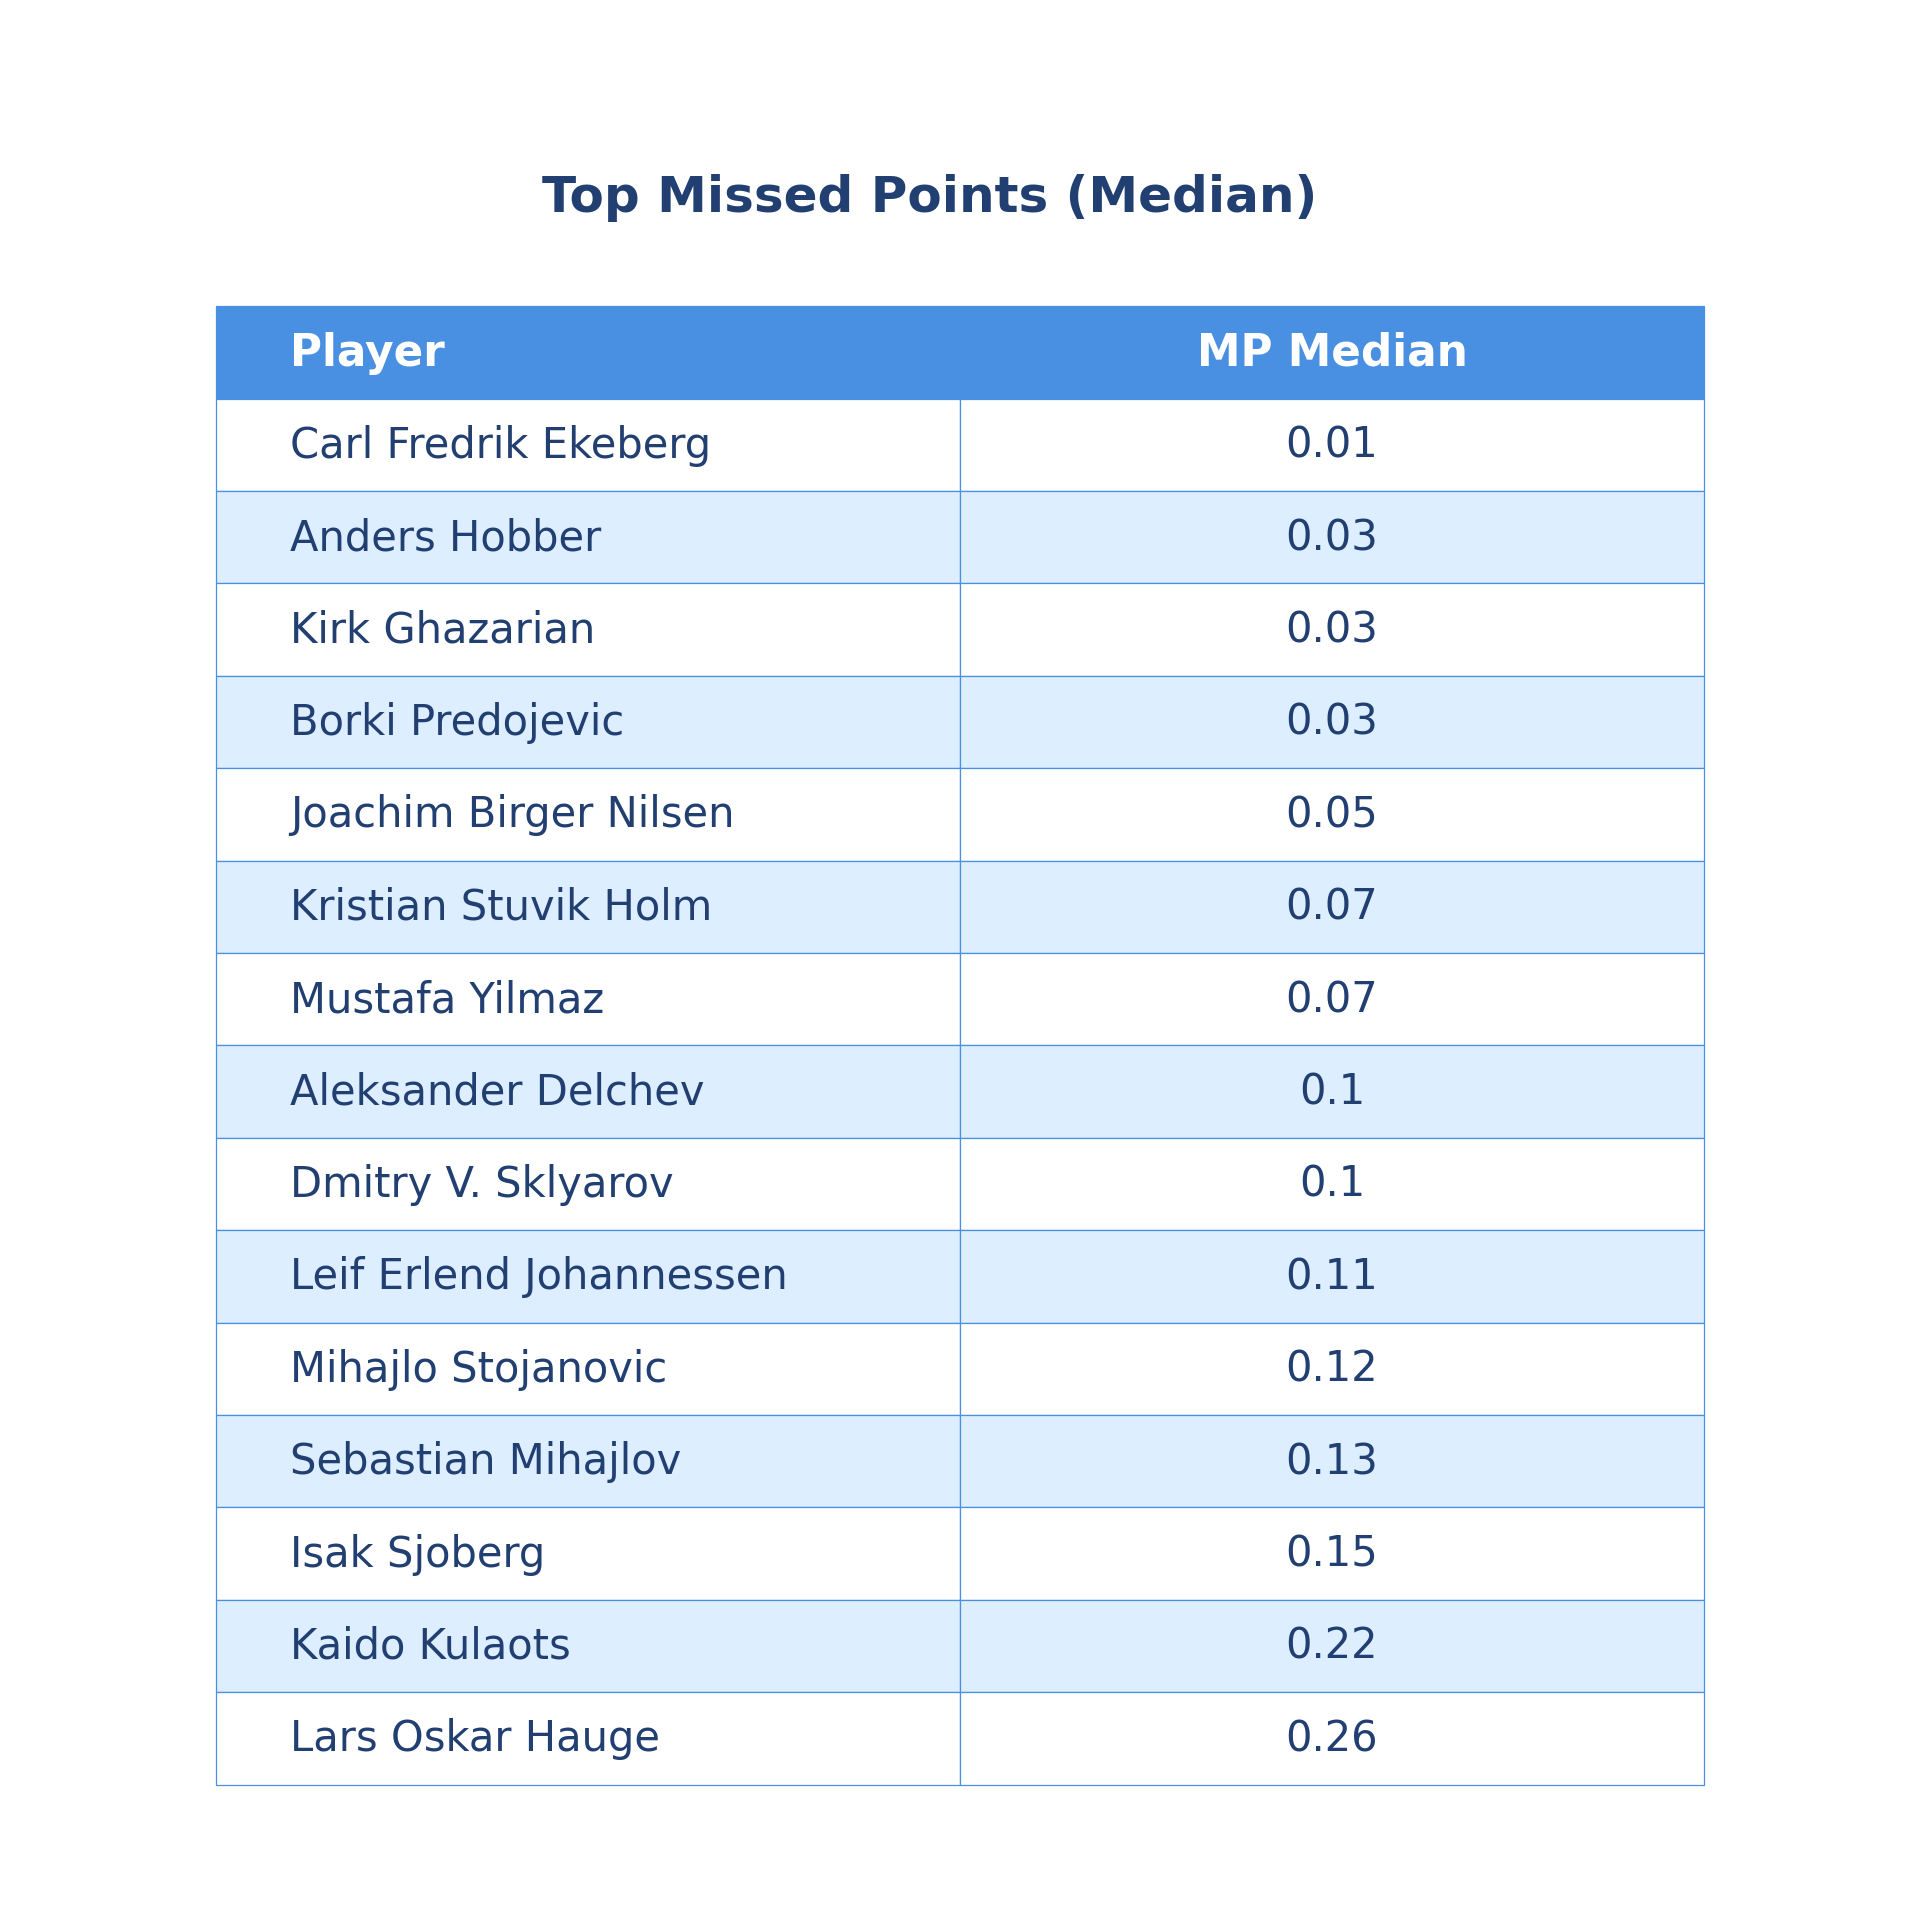 Top Missed Points (Median)
Player MP Median
Carl Fredrik Ekeberg 0.01
Anders Hobber 0.03
Kirk Ghazarian 0.03
Borki Predojevic 0.03
Joachim Birger Nilsen 0.05
Kristian Stuvik Holm 0.07
Mustafa Yilmaz 0.07
Aleksander Delchev 0.1
Dmitry V. Sklyarov 0.1
Leif Erlend Johannessen 0.11
Mihajlo Stojanovic 0.12
Sebastian Mihajlov 0.13
Isak Sjoberg 0.15
Kaido Kulaots 0.22
Lars Oskar Hauge 0.26